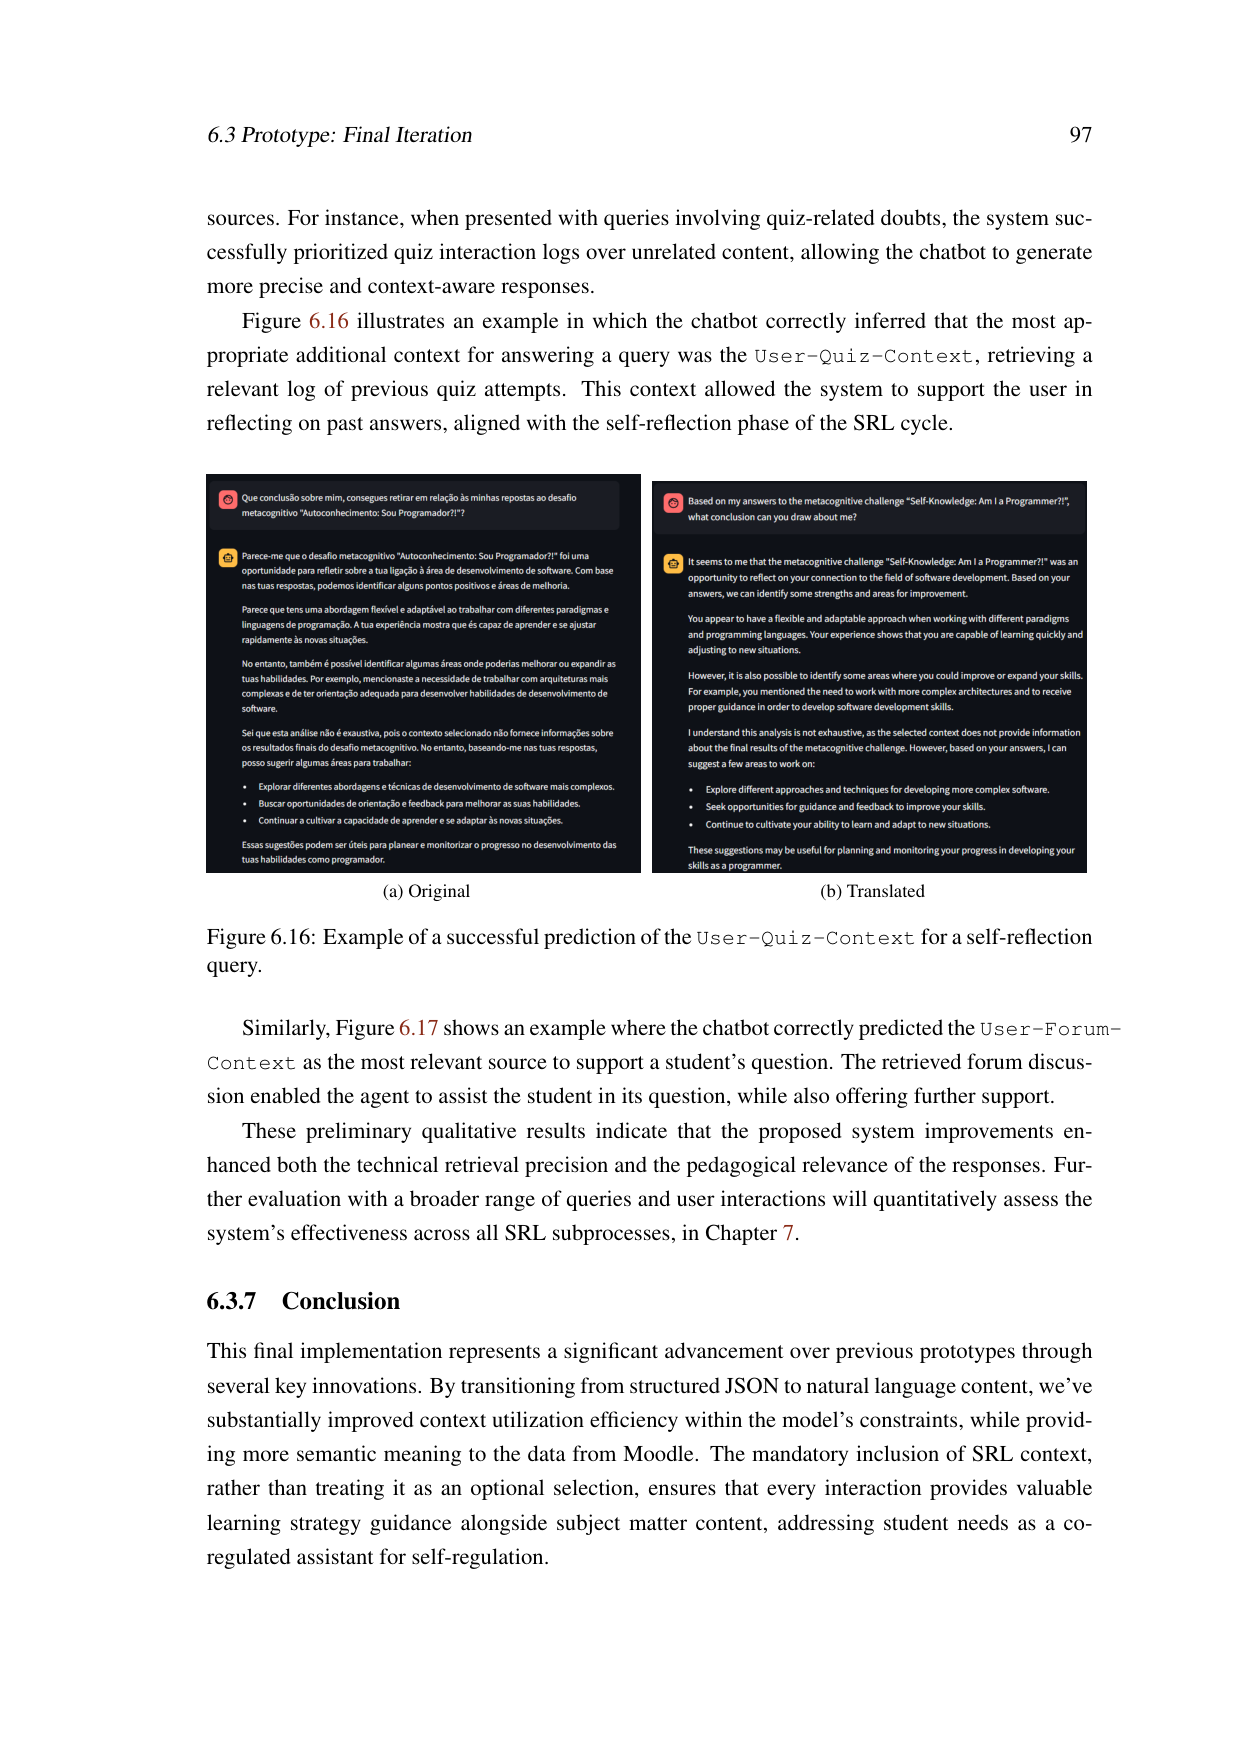 6.3 Prototype: Final Iteration 97
sources. For instance, when presented with queries involving quiz-related doubts, the system suc-
cessfully prioritized quiz interaction logs over unrelated content, allowing the chatbot to generate
more precise and context-aware responses.
Figure 6.16 illustrates an example in which the chatbot correctly inferred that the most ap-
propriate additional context for answering a query was the User-Quiz-Context, retrieving a
relevant log of previous quiz attempts. This context allowed the system to support the user in
reflecting on past answers, aligned with the self-reflection phase of the SRL cycle.
Que conclusão sobre mim, consegues retirar em relação às minhas repostas ao desafio
metacognitivo "Autoconhecimento: Sou Programador?!"?
Parece-me que o desafio metacognitivo "Autoconhecimento: Sou Programador?!" foi uma
oportunidade para refletir sobre a tua ligação à área de desenvolvimento de software. Com base
nas tuas respostas, podemos identificar alguns pontos positivos e áreas de melhoria.
Parece que tens uma abordagem flexível e adaptável ao trabalhar com diferentes paradigmas e
linguagens de programação. A tua experiência mostra que és capaz de aprender e se ajustar
rapidamente às novas situações.
No entanto, também é possível identificar algumas áreas onde poderias melhorar ou expandir as
tuas habilidades. Por exemplo, mencionaste a necessidade de trabalhar com arquiteturas mais
complexas e de ter orientação adequada para desenvolver habilidades de desenvolvimento de
software.
Sei que esta análise não é exaustiva, pois o contexto selecionado não fornece informações sobre
os resultados finais do desafio metacognitivo. No entanto, baseando-me nas tuas respostas,
posso sugerir algumas áreas para trabalhar:
• Explorar diferentes abordagens e técnicas de desenvolvimento de software mais complexos.
• Buscar oportunidades de orientação e feedback para melhorar as suas habilidades.
• Continuar a cultivar a capacidade de aprender e se adaptar às novas situações.
Essas sugestões podem ser úteis para planear e monitorizar o progresso no desenvolvimento das
tuas habilidades como programador.
(a) Original
Based on my answers to the metacognitive challenge “Self-Knowledge: Am I a Programmer?!”,
what conclusion can you draw about me?
It seems to me that the metacognitive challenge "Self-Knowledge: Am I a Programmer?!" was an
opportunity to reflect on your connection to the field of software development. Based on your
answers, we can identify some strengths and areas for improvement.
You appear to have a flexible and adaptable approach when working with different paradigms
and programming languages. Your experience shows that you are capable of learning quickly and
adjusting to new situations.
However, it is also possible to identify some areas where you could improve or expand your skills.
For example, you mentioned the need to work with more complex architectures and to receive
proper guidance in order to develop software development skills.
I understand this analysis is not exhaustive, as the selected context does not provide information
about the final results of the metacognitive challenge. However, based on your answers, I can
suggest a few areas to work on:
• Explore different approaches and techniques for developing more complex software.
• Seek opportunities for guidance and feedback to improve your skills.
• Continue to cultivate your ability to learn and adapt to new situations.
These suggestions may be useful for planning and monitoring your progress in developing your
skills as a programmer.
(b) Translated
Figure 6.16: Example of a successful prediction of the User-Quiz-Context for a self-reflection
query.
Similarly, Figure 6.17 shows an example where the chatbot correctly predicted the User-Forum-
Context as the most relevant source to support a student’s question. The retrieved forum discus-
sion enabled the agent to assist the student in its question, while also offering further support.
These preliminary qualitative results indicate that the proposed system improvements en-
hanced both the technical retrieval precision and the pedagogical relevance of the responses. Fur-
ther evaluation with a broader range of queries and user interactions will quantitatively assess the
system’s effectiveness across all SRL subprocesses, in Chapter 7.
6.3.7 Conclusion
This final implementation represents a significant advancement over previous prototypes through
several key innovations. By transitioning from structured JSON to natural language content, we’ve
substantially improved context utilization efficiency within the model’s constraints, while provid-
ing more semantic meaning to the data from Moodle. The mandatory inclusion of SRL context,
rather than treating it as an optional selection, ensures that every interaction provides valuable
learning strategy guidance alongside subject matter content, addressing student needs as a co-
regulated assistant for self-regulation.